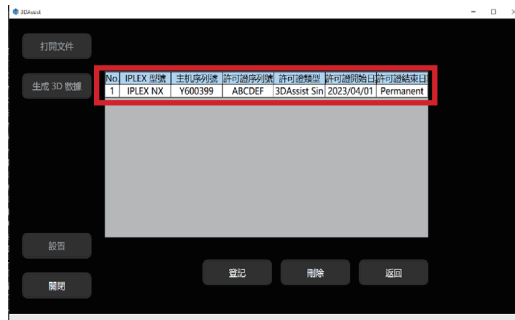 3DAssist
打開文件
生成 3D 數據
No. IPLEX 型號 主机序列號 許可證序列號 許可證類型 許可證開始日 許可證結束日
1 IPLEX NX Y600399 ABCDEF 3DAssist Sin 2023/04/01 Permanent
設置
關閉
登記 刪除 返回